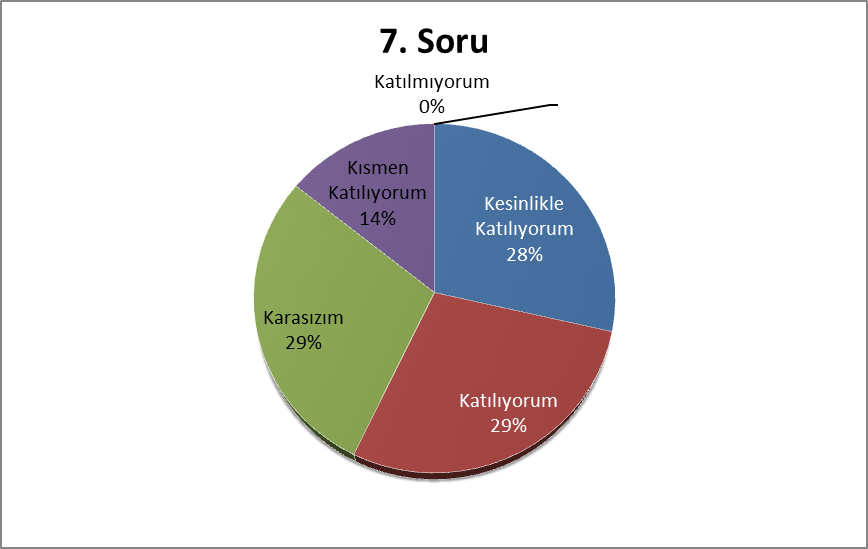 7. Soru
Katılmıyorum
0%
Kısmen
Katılıyorum
14%
Kesinlikle
Katılıyorum
28%
Karasızım
29%
Katılıyorum
29%